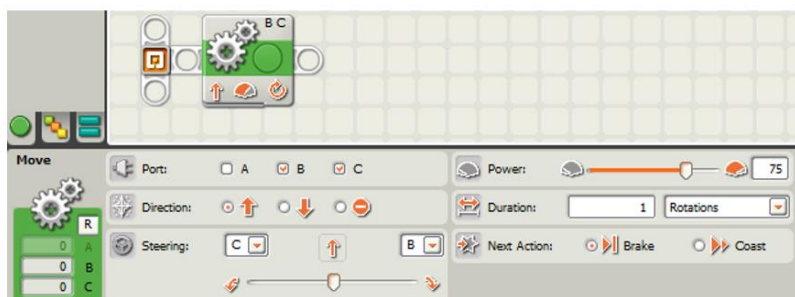 B C
Move
Port: A B C
Power: 75
R
Direction:
Duration: 1 Rotations
0 A
Steering: C B
Next Action: Brake Coast
0 B
0 C